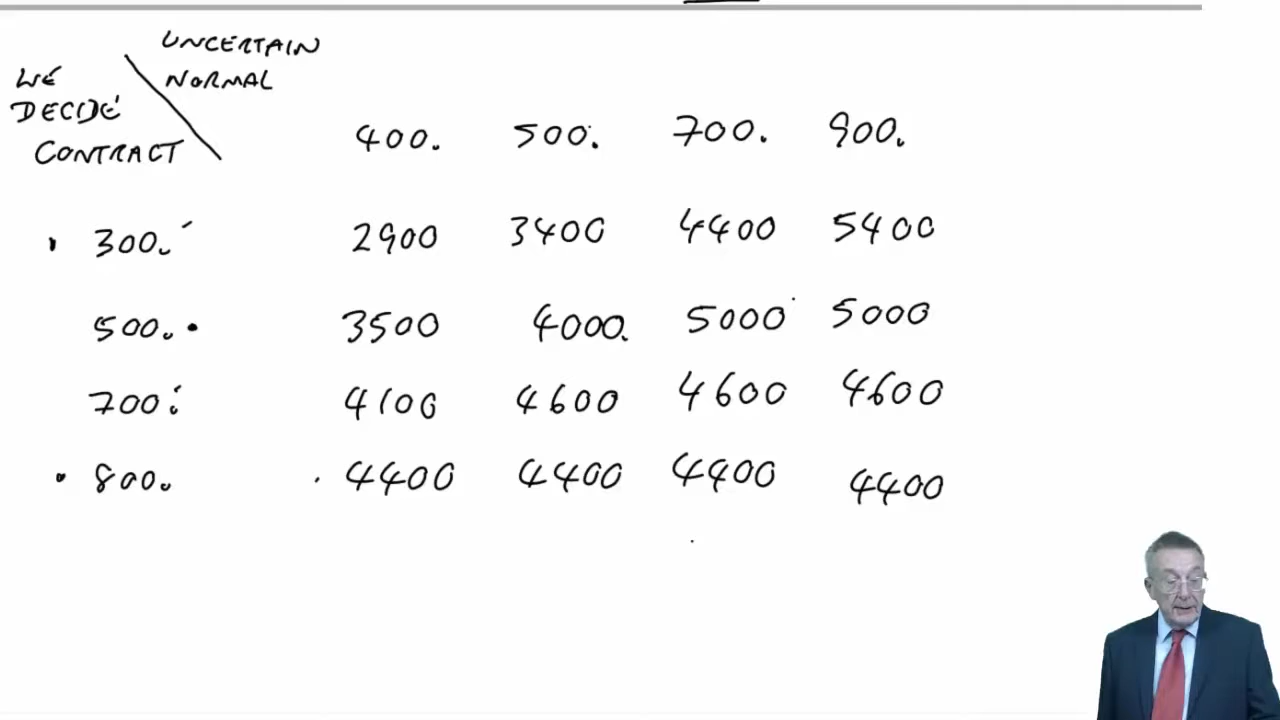 UNCERTAIN
NORMAL
WE
DECIDE
CONTRACT
400. 500. 700. 900.
300. 2900 3400 4400 5400
500. 3500 4000. 5000 5000
700. 4100 4600 4600 4600
800. 4400 4400 4400 4400